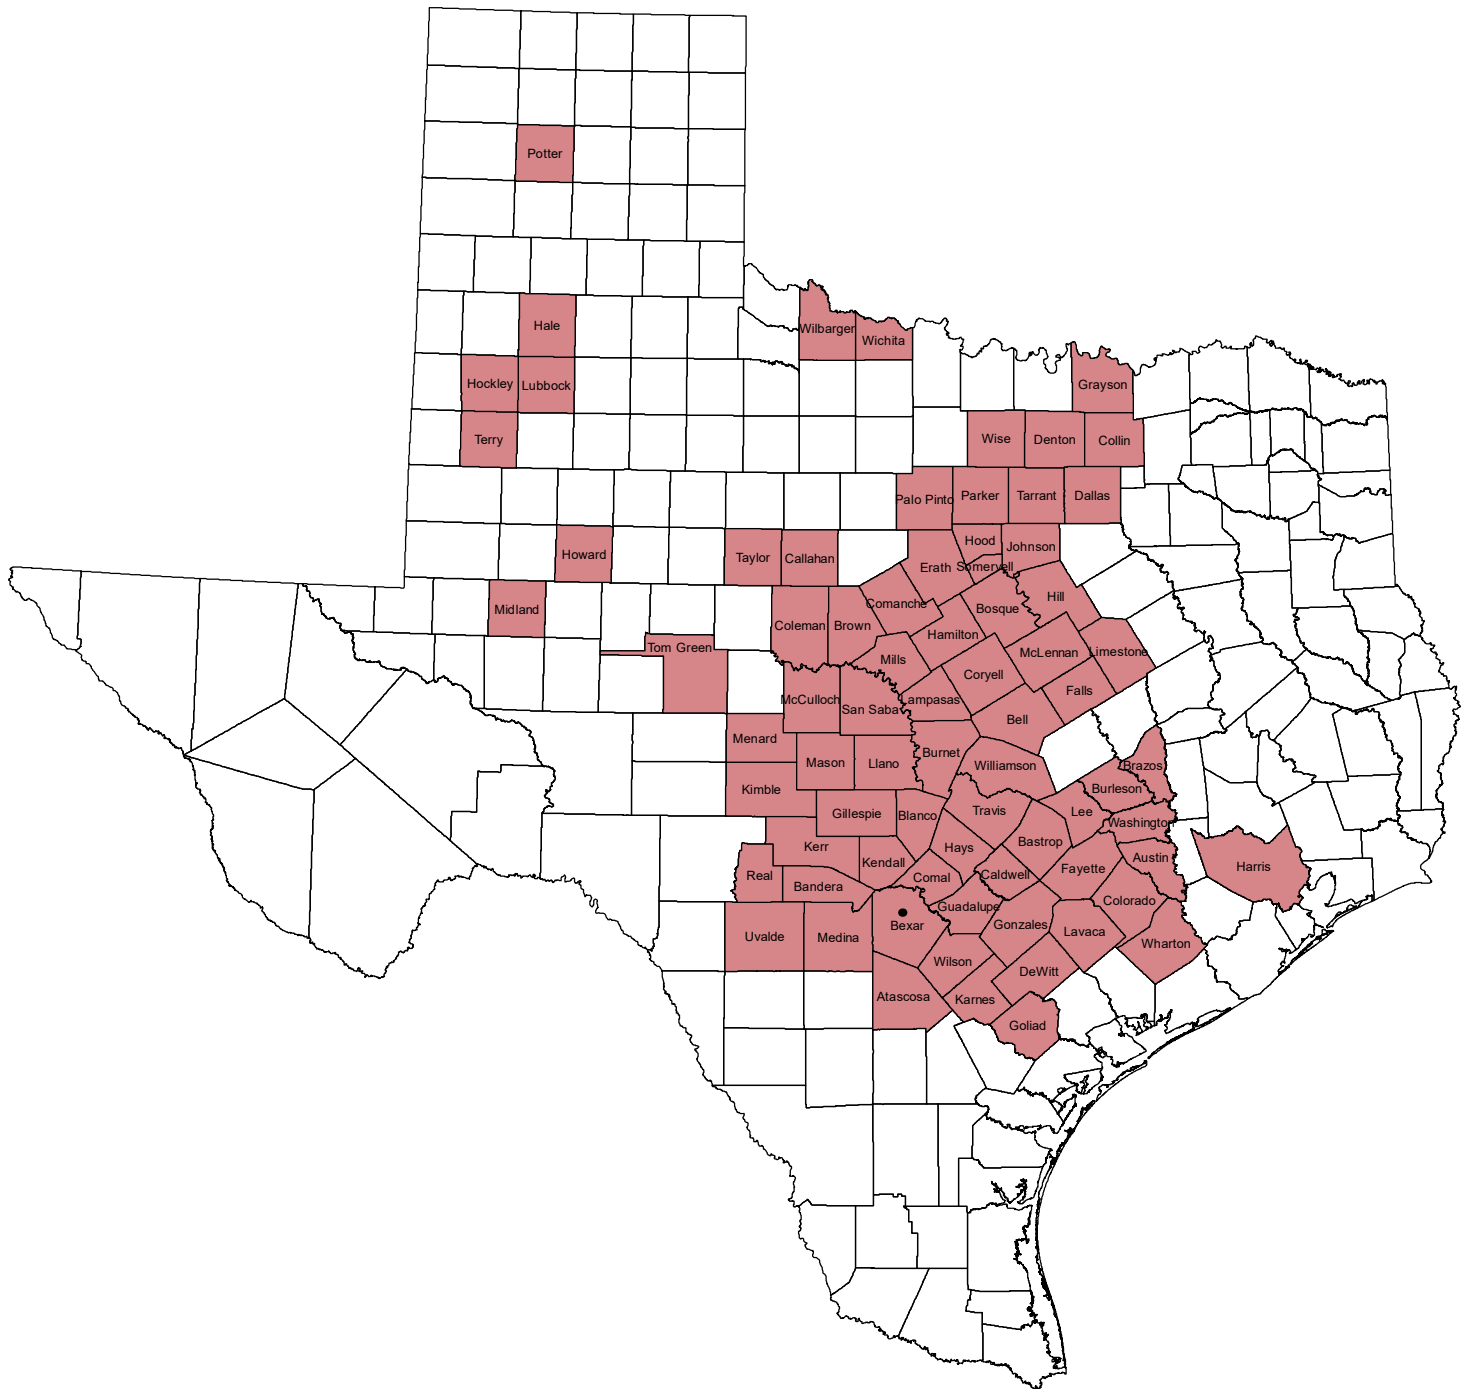 Potter
Hale
Wilbarger
Wichita
Hockley
Lubbock
Grayson
Terry
Wise
Denton
Collin
Palo Pinto
Parker
Tarrant
Dallas
Howard
Taylor
Callahan
Hood
Johnson
Erath
Somervell
Midland
Comanche
Bosque
Hill
Coleman
Brown
Hamilton
Tom Green
Mills
McLennan
Limestone
Coryell
McCulloch
San Saba
Lampasas
Falls
Bell
Menard
Mason
Llano
Burnet
Williamson
Brazos
Kimble
Burleson
Gillespie
Blanco
Travis
Lee
Washington
Kerr
Hays
Bastrop
Austin
Kendall
Fayette
Harris
Real
Bandera
Comal
Caldwell
Guadalupe
Colorado
Bexar
Gonzales
Lavaca
Uvalde
Medina
Wharton
Wilson
DeWitt
Atascosa
Karnes
Goliad